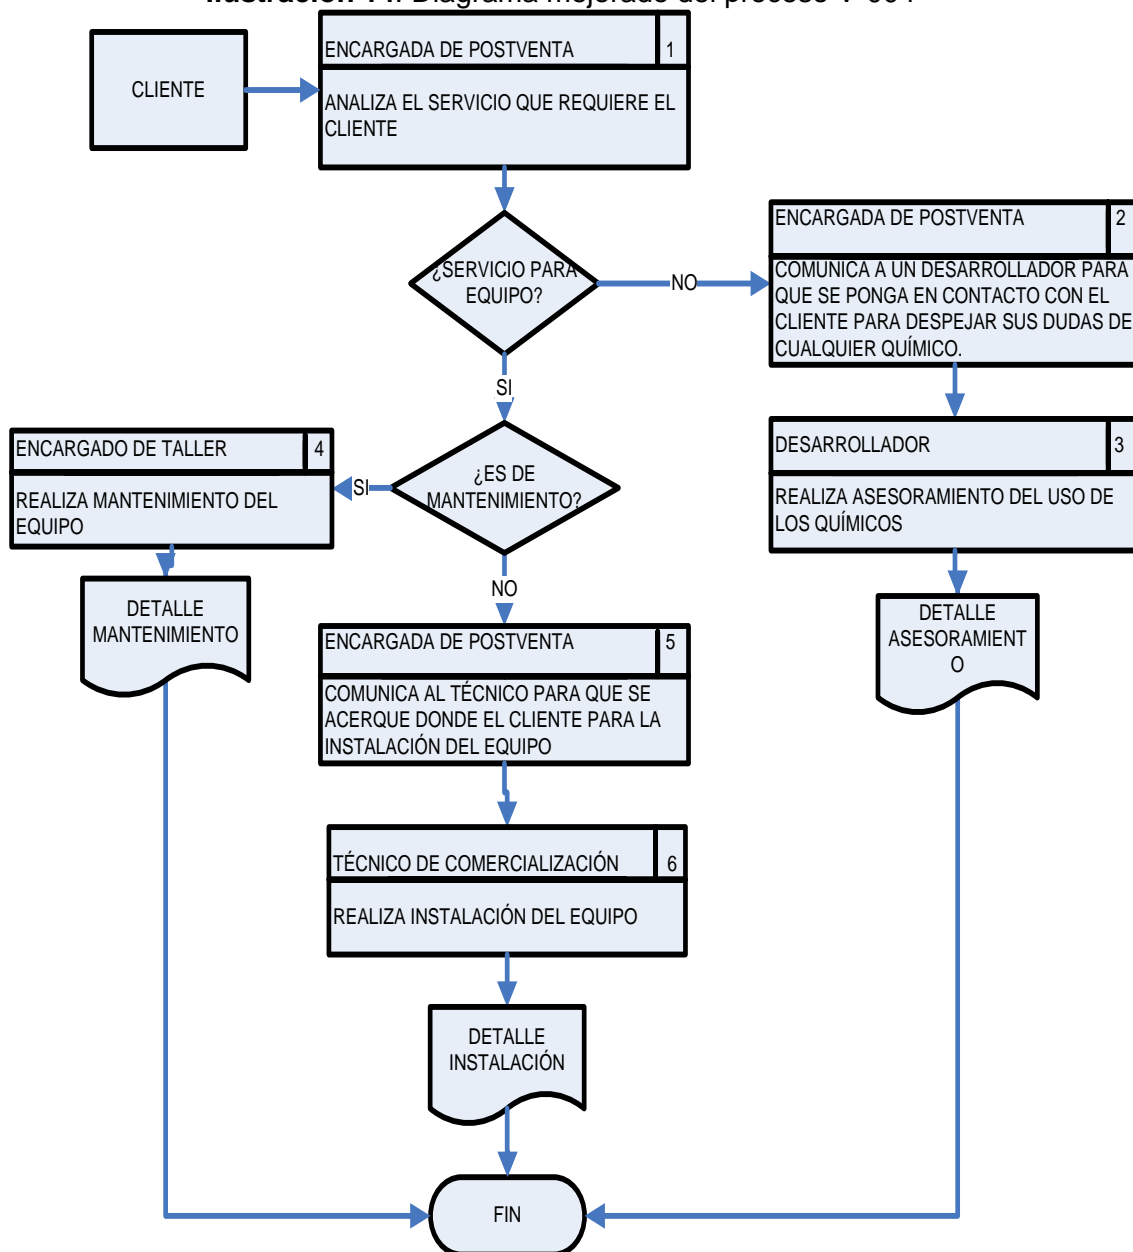 Diagrama mejorado del proceso
ENCARGADA DE POSTVENTA 1
CLIENTE
ANALIZA EL SERVICIO QUE REQUIERE EL
CLIENTE
¿SERVICIO PARA
EQUIPO?
NO
ENCARGADA DE POSTVENTA 2
COMUNICA A UN DESARROLLADOR PARA
QUE SE PONGA EN CONTACTO CON EL
CLIENTE PARA DESPEJAR SUS DUDAS DE
CUALQUIER QUÍMICO.
SI
DESARROLLADOR 3
REALIZA ASESORAMIENTO DEL USO DE
LOS QUÍMICOS
DETALLE
ASESORAMIENT
O
¿ES DE
MANTENIMIENTO?
SI
ENCARGADO DE TALLER 4
REALIZA MANTENIMIENTO DEL
EQUIPO
DETALLE
MANTENIMIENTO
NO
ENCARGADA DE POSTVENTA 5
COMUNICA AL TÉCNICO PARA QUE SE
ACERQUE DONDE EL CLIENTE PARA LA
INSTALACIÓN DEL EQUIPO
TÉCNICO DE COMERCIALIZACIÓN 6
REALIZA INSTALACIÓN DEL EQUIPO
DETALLE
INSTALACIÓN
FIN